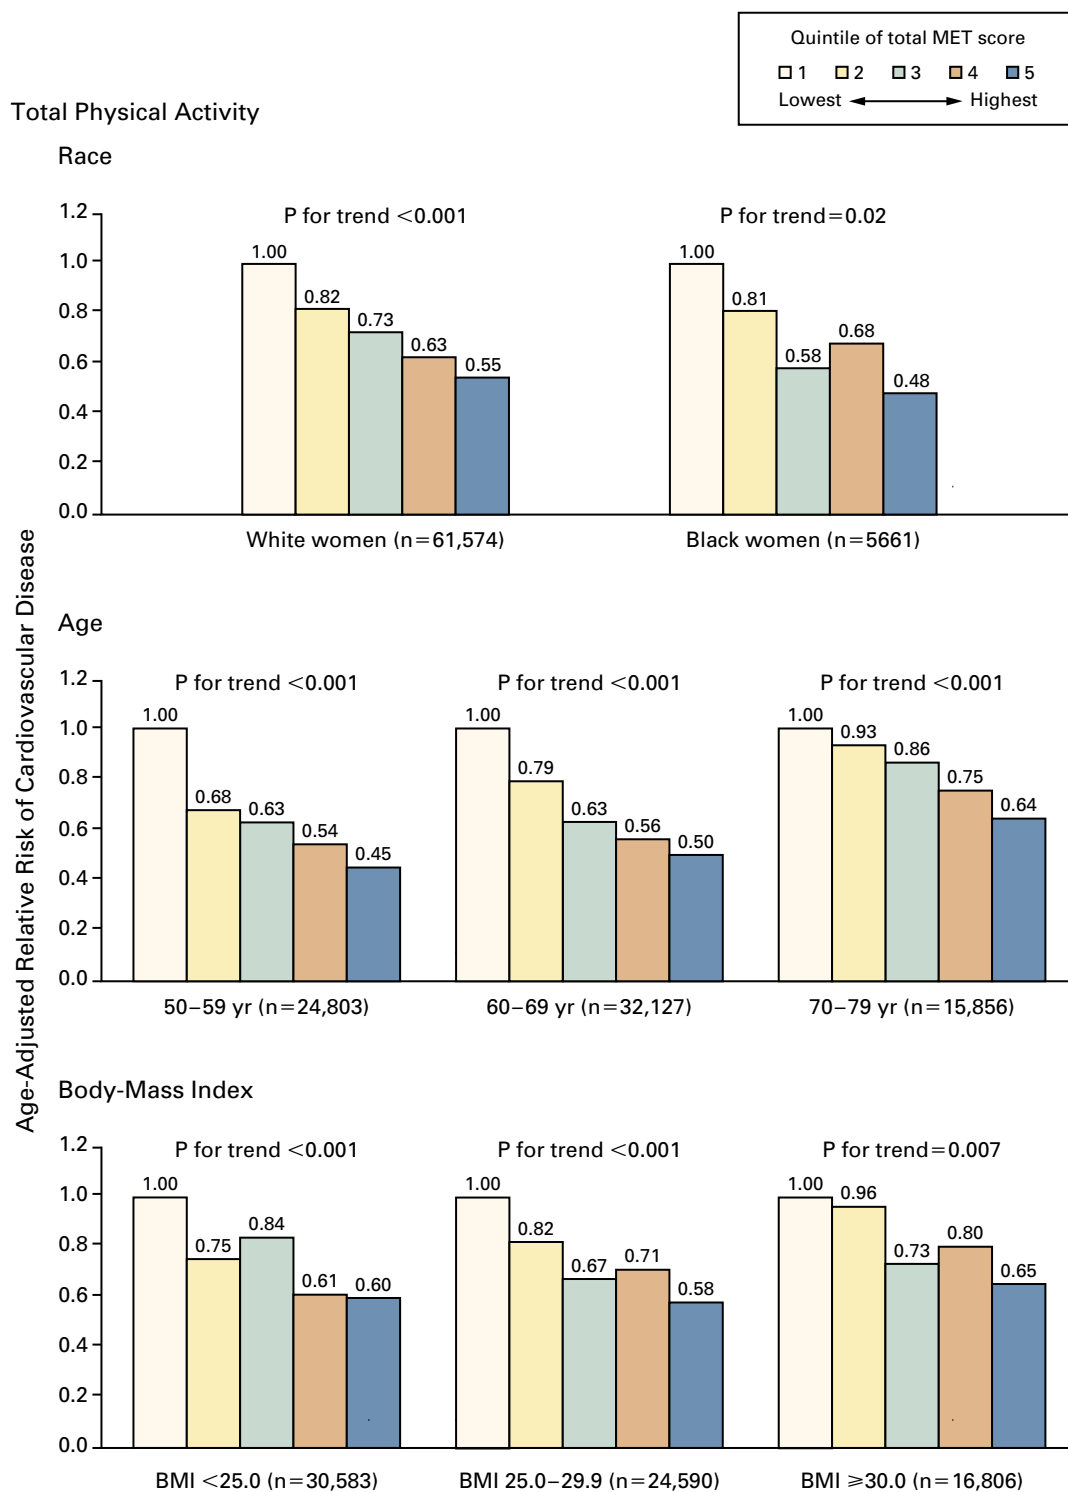 Quintile of total MET score
1 2 3 4 5
Lowest Highest
Total Physical Activity
Race
Age-Adjusted Relative Risk of Cardiovascular Disease
1.2
1.0
0.8
0.6
0.4
0.2
0.0
P for trend <0.001
1.00
0.82
0.73
0.63
0.55
White women (n=61,574)
P for trend=0.02
1.00
0.81
0.58
0.68
0.48
Black women (n=5661)
Age
1.2
1.0
0.8
0.6
0.4
0.2
0.0
P for trend <0.001
1.00
0.68
0.63
0.54
0.45
50–59 yr (n=24,803)
P for trend <0.001
1.00
0.79
0.63
0.56
0.50
60–69 yr (n=32,127)
P for trend <0.001
1.00
0.93
0.86
0.75
0.64
70–79 yr (n=15,856)
Body-Mass Index
1.2
1.0
0.8
0.6
0.4
0.2
0.0
P for trend <0.001
1.00
0.75
0.84
0.61
0.60
BMI <25.0 (n=30,583)
P for trend <0.001
1.00
0.82
0.67
0.71
0.58
BMI 25.0–29.9 (n=24,590)
P for trend=0.007
1.00
0.96
0.73
0.80
0.65
BMI ⩾30.0 (n=16,806)